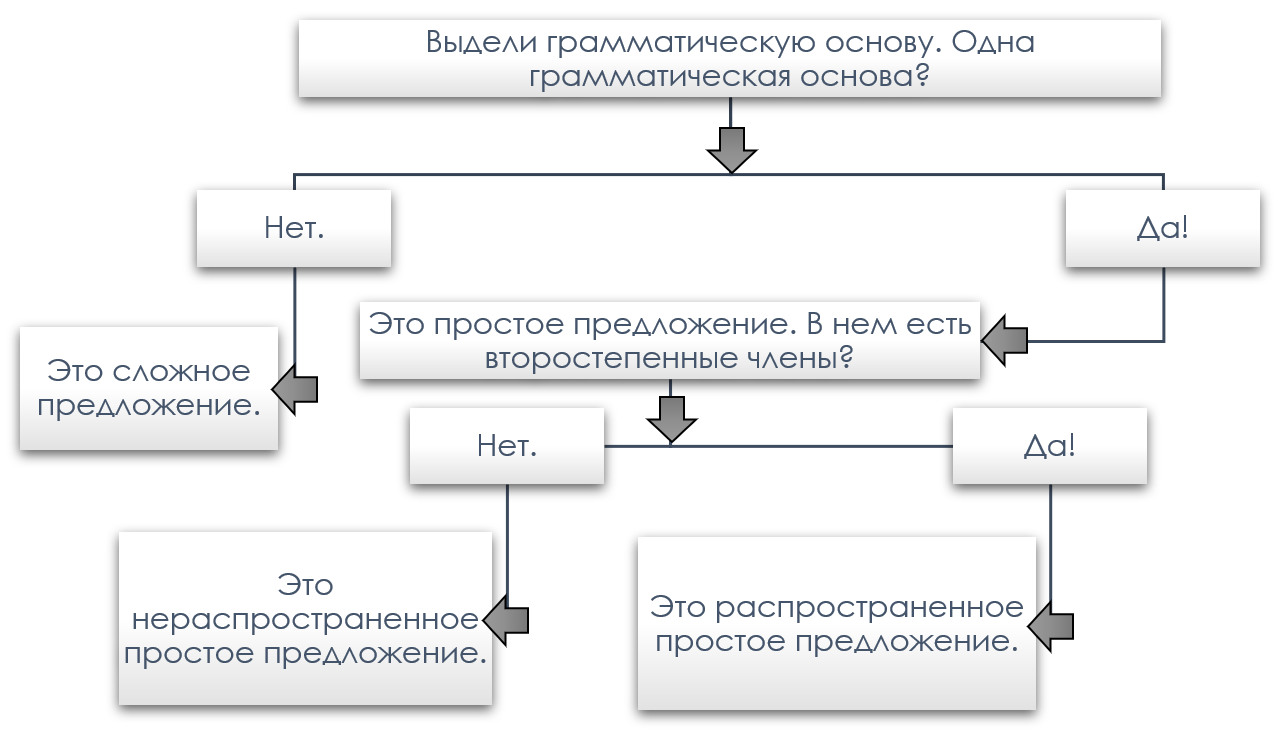 Выдели грамматическую основу. Одна
грамматическая основа?
Нет.
Да!
Это простое предложение. В нем есть
второстепенные члены?
Это сложное
предложение.
Нет.
Да!
Это
нераспространенное
простое предложение.
Это распространенное
простое предложение.